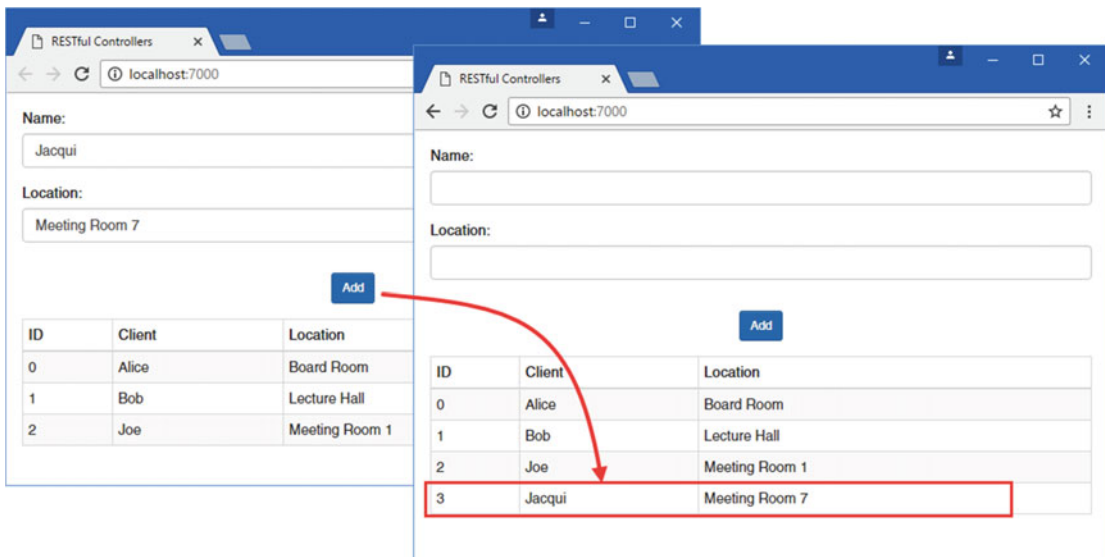 RESTful Controllers
localhost:7000
Name:
Jacqui
Location:
Meeting Room 7
Add
ID Client Location
0 Alice Board Room
1 Bob Lecture Hall
2 Joe Meeting Room 1
RESTful Controllers
localhost:7000
Name:
Location:
Add
ID Client Location
0 Alice Board Room
1 Bob Lecture Hall
2 Joe Meeting Room 1
3 Jacqui Meeting Room 7